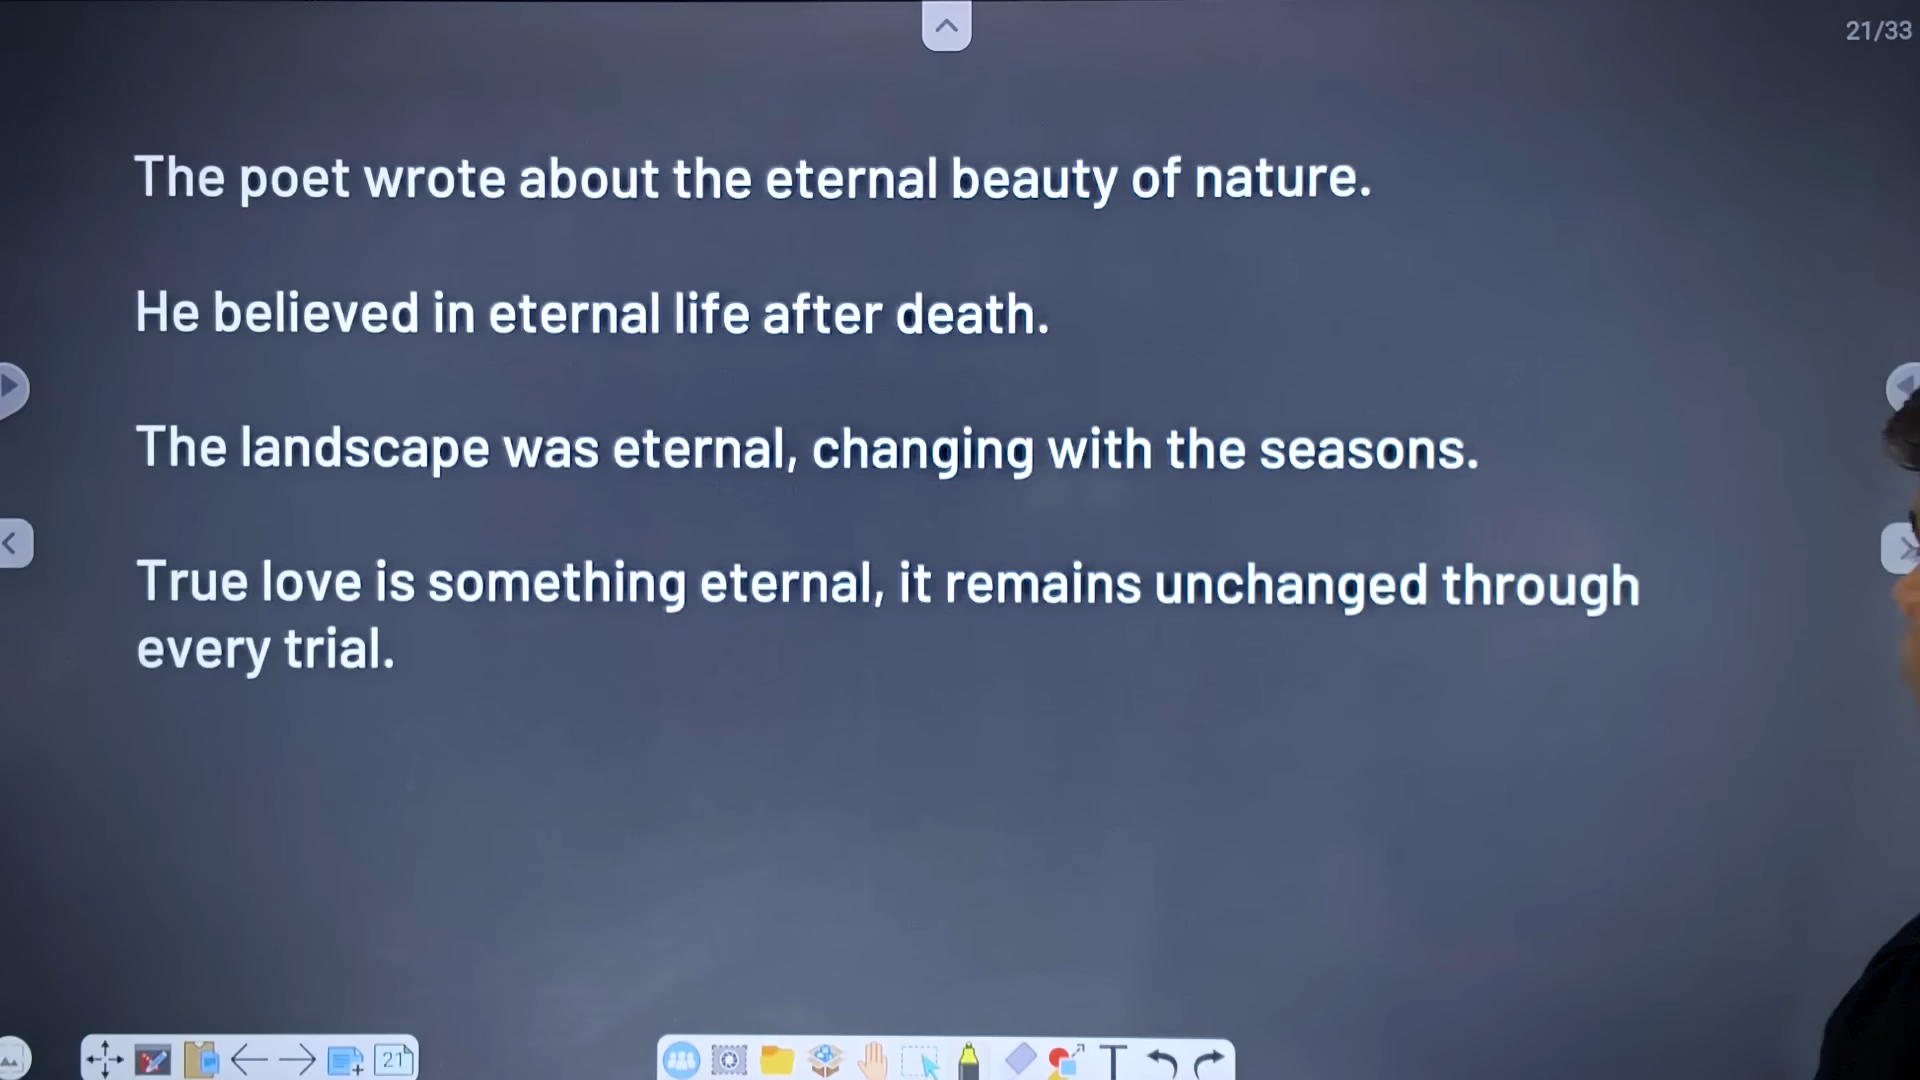 21/33
The poet wrote about the eternal beauty of nature.
He believed in eternal life after death.
The landscape was eternal, changing with the seasons.
True love is something eternal, it remains unchanged through
every trial.
21